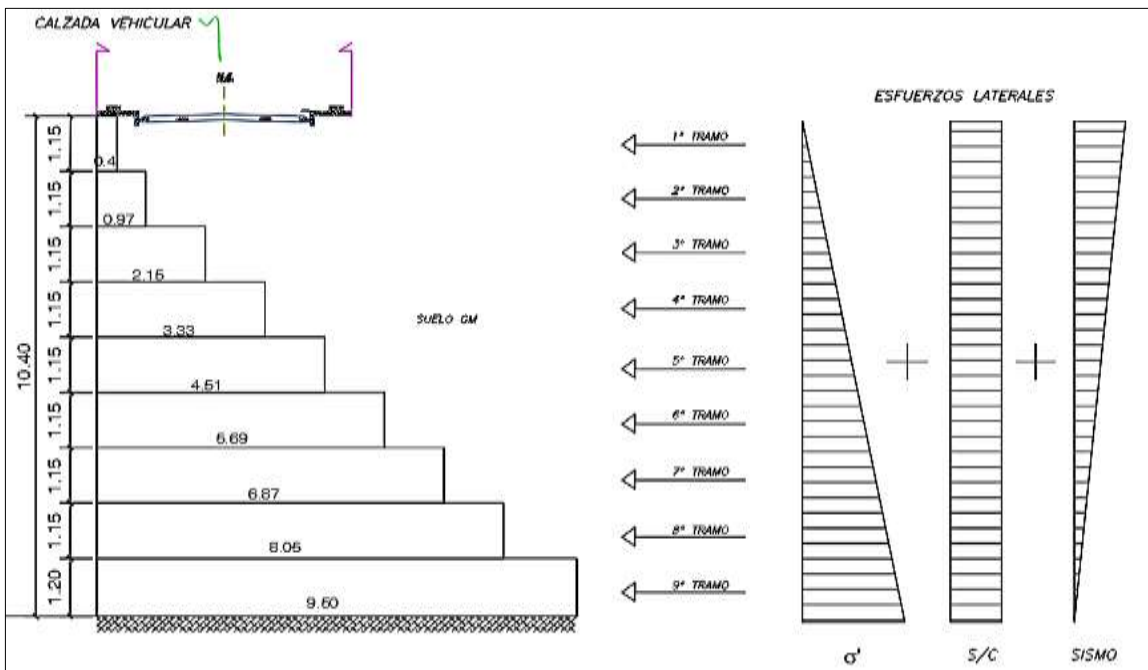 CALZADA VEHICULAR
ESFUERZOS LATERALES
1.15
0.4
1° TRAMO
1.15
0.97
2° TRAMO
1.15
2.15
3° TRAMO
1.15
3.33
4° TRAMO
SUELO GM
10.40
1.15
4.51
5° TRAMO
1.15
5.69
6° TRAMO
1.15
6.87
7° TRAMO
1.15
8.05
8° TRAMO
1.20
9.50
9° TRAMO
σ' S/C SISMO